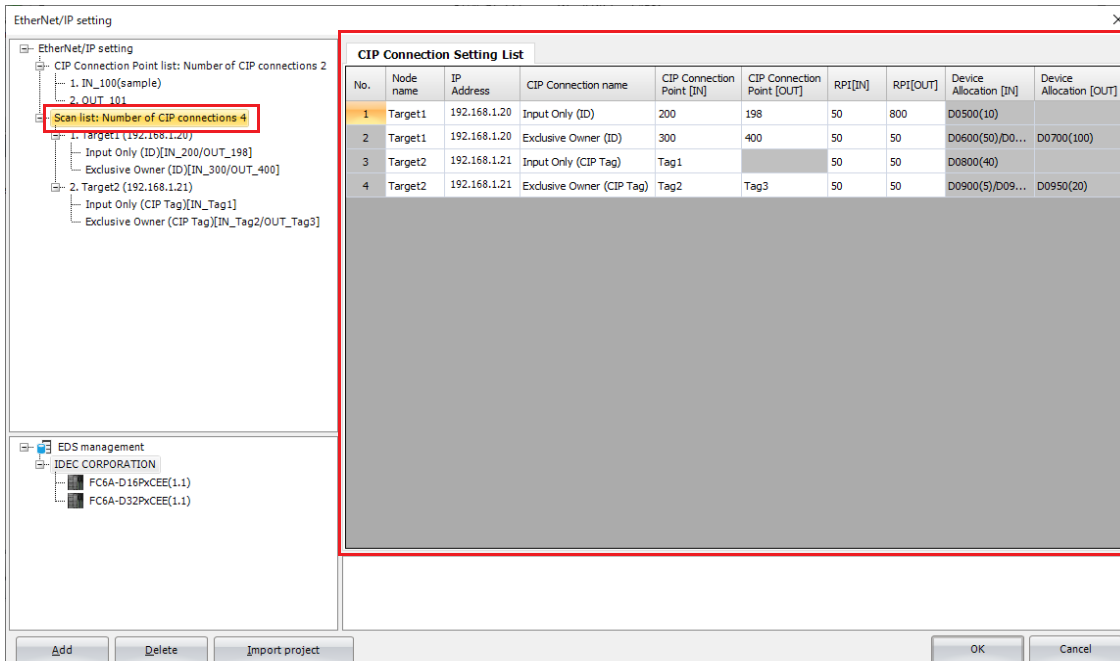 EtherNet/IP setting
EtherNet/IP setting
CIP Connection Point list: Number of CIP connections 2
1. IN_100(sample)
2. OUT_101
Scan list: Number of CIP connections 4
1. Target1 (192.168.1.20)
Input Only (ID)[IN_200/OUT_198]
Exclusive Owner (ID)[IN_300/OUT_400]
2. Target2 (192.168.1.21)
Input Only (CIP Tag)[IN_Tag1]
Exclusive Owner (CIP Tag)[IN_Tag2/OUT_Tag3]
EDS management
IDEC CORPORATION
FC6A-D16PxCEE(1.1)
FC6A-D32PxCEE(1.1)
CIP Connection Setting List
No. Node name IP Address CIP Connection name CIP Connection Point [IN] CIP Connection Point [OUT] RPI[IN] RPI[OUT] Device Allocation [IN] Device Allocation [OUT]
1 Target1 192.168.1.20 Input Only (ID) 200 198 50 800 D0500(10)
2 Target1 192.168.1.20 Exclusive Owner (ID) 300 400 50 50 D0600(50)/D0... D0700(100)
3 Target2 192.168.1.21 Input Only (CIP Tag) Tag1 50 50 D0800(40)
4 Target2 192.168.1.21 Exclusive Owner (CIP Tag) Tag2 Tag3 50 50 D0900(5)/D09... D0950(20)
Add Delete Import project OK Cancel